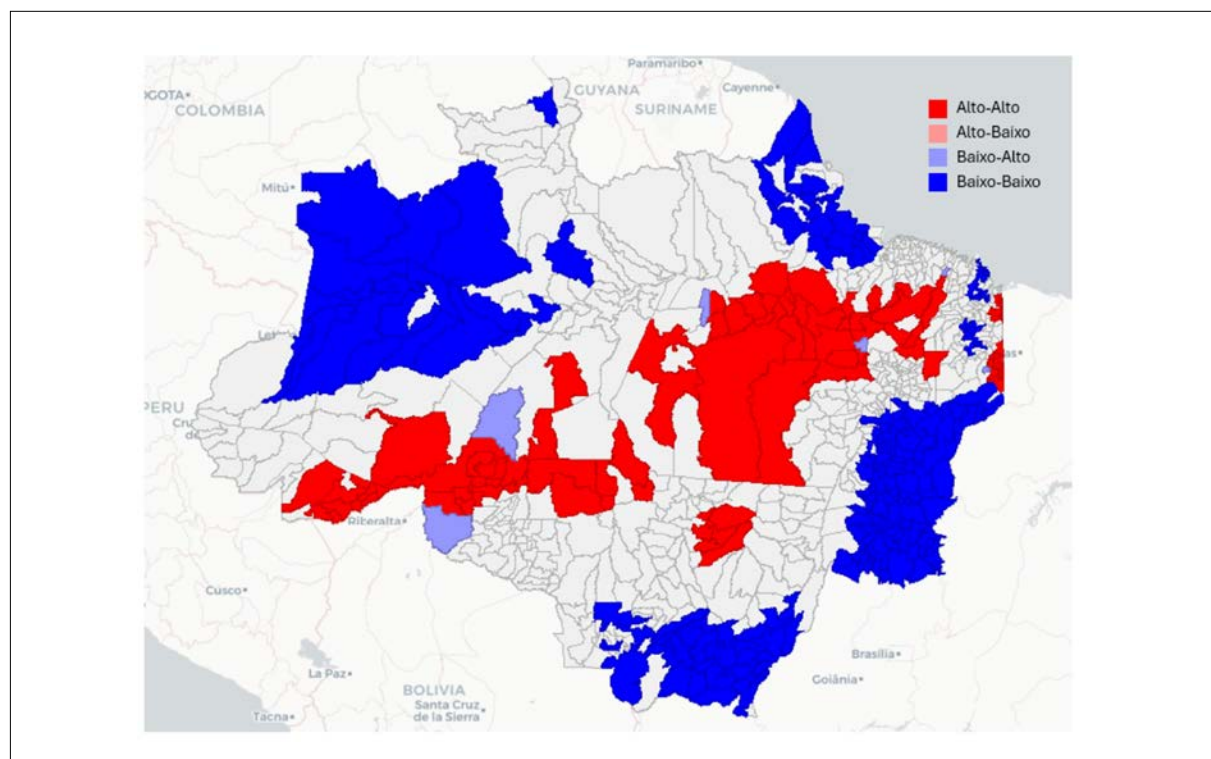 Paramaribo
GUYANA
Cayenne
OGOTA
COLOMBIA
SURINAME
Alto-Alto
Alto-Baixo
Baixo-Alto
Baixo-Baixo
Mitú
PERU
Riberalta
Cusco
Brasília
La Paz
Goiânia
BOLIVIA
Santa Cruz
de la Sierra
Tacna